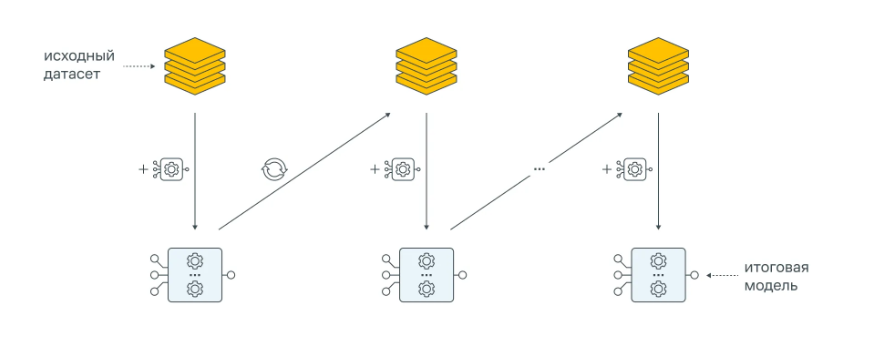 исходный
датасет
итоговая
модель